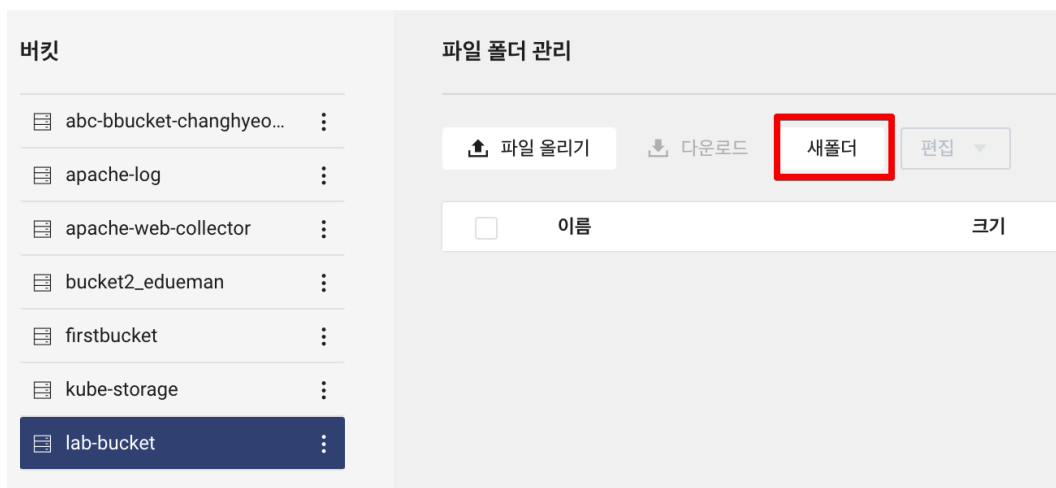 버킷
abc-bbucket-changhyeo...
apache-log
apache-web-collector
bucket2_edueman
firstbucket
kube-storage
lab-bucket
파일 폴더 관리
파일 올리기 다운로드 새폴더 편집
이름 크기